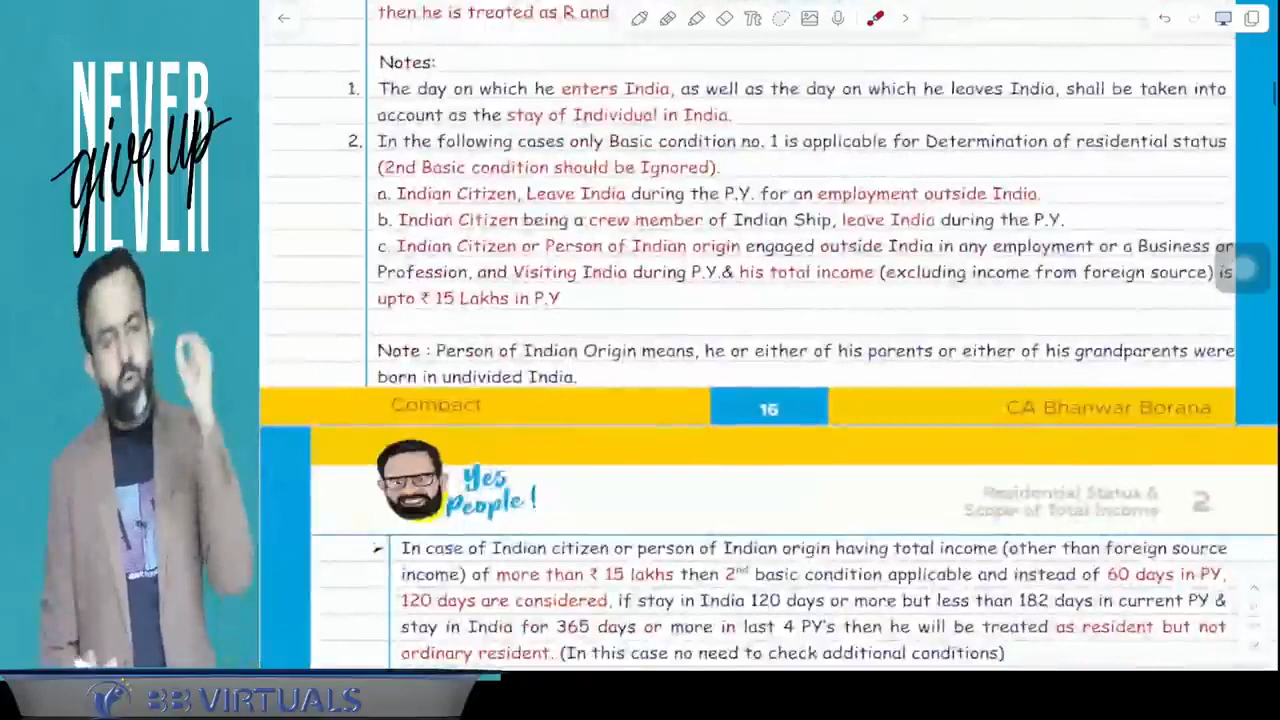 then he is treated as R and
NEVER
give up
NEVER
Notes:
1. The day on which he enters India, as well as the day on which he leaves India, shall be taken into
account as the stay of Individual in India.
2. In the following cases only Basic condition no. 1 is applicable for Determination of residential status
(2nd Basic condition should be Ignored).
a. Indian Citizen, Leave India during the P.Y. for an employment outside India.
b. Indian Citizen being a crew member of Indian Ship, leave India during the P.Y.
c. Indian Citizen or Person of Indian origin engaged outside India in any employment or a Business or
Profession, and Visiting India during P.Y.& his total income (excluding income from foreign source) is
upto ₹ 15 Lakhs in P.Y
Note : Person of Indian Origin means, he or either of his parents or either of his grandparents were
born in undivided India.
Compact 16 CA Bhanwar Borana
Yes
People!
Residential Status &
Scope of Total Income 2
➤ In case of Indian citizen or person of Indian origin having total income (other than foreign source
income) of more than ₹ 15 lakhs then 2nd basic condition applicable and instead of 60 days in PY,
120 days are considered, if stay in India 120 days or more but less than 182 days in current PY &
stay in India for 365 days or more in last 4 PY's then he will be treated as resident but not
ordinary resident. (In this case no need to check additional conditions)
BB VIRTUALS